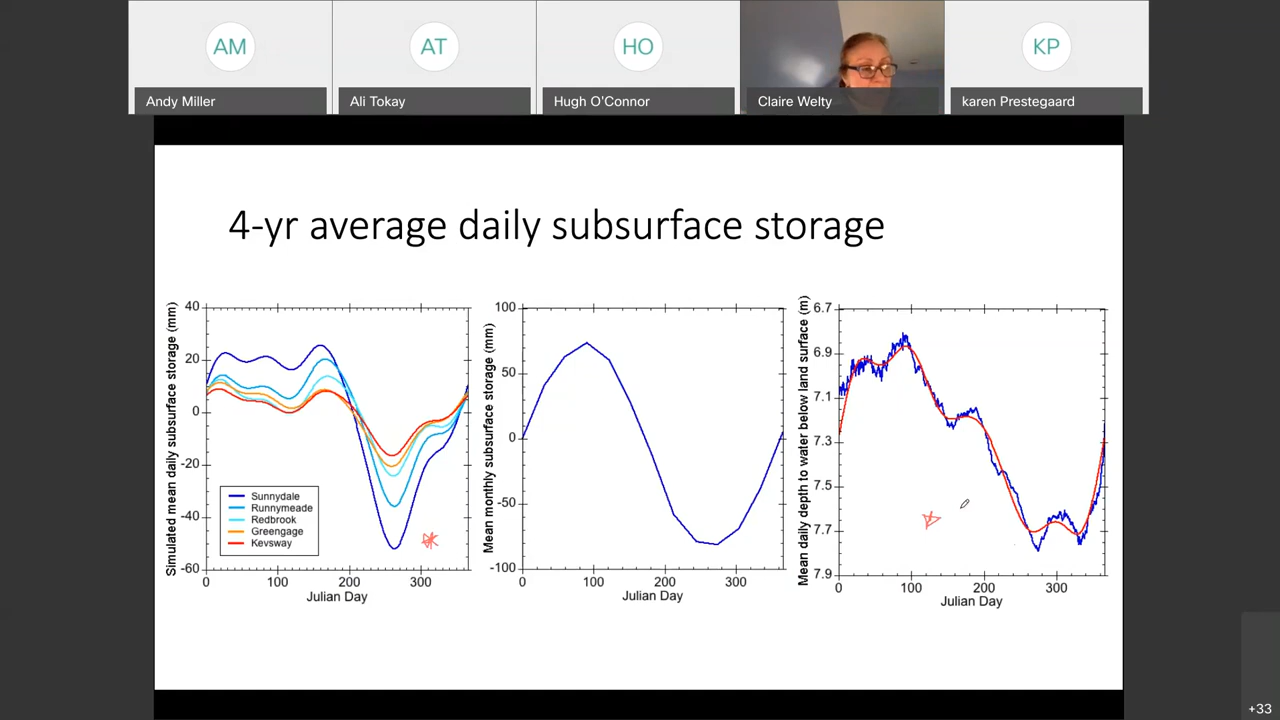 AM
AT
HO
KP
Andy Miller
Ali Tokay
Hugh O'Connor
Claire Welty
karen Prestegaard
4-yr average daily subsurface storage
Simulated mean daily subsurface storage (mm)
40
20
0
-20
-40
-60
Sunnydale
Runnymeade
Redbrook
Greengage
Kevsway
0
100
200
300
Julian Day
Mean monthly subsurface storage (mm)
100
50
0
-50
-100
0
100
200
300
Julian Day
Mean daily depth to water below land surface (m)
6.7
6.9
7.1
7.3
7.5
7.7
7.9
0
100
200
300
Julian Day
+33